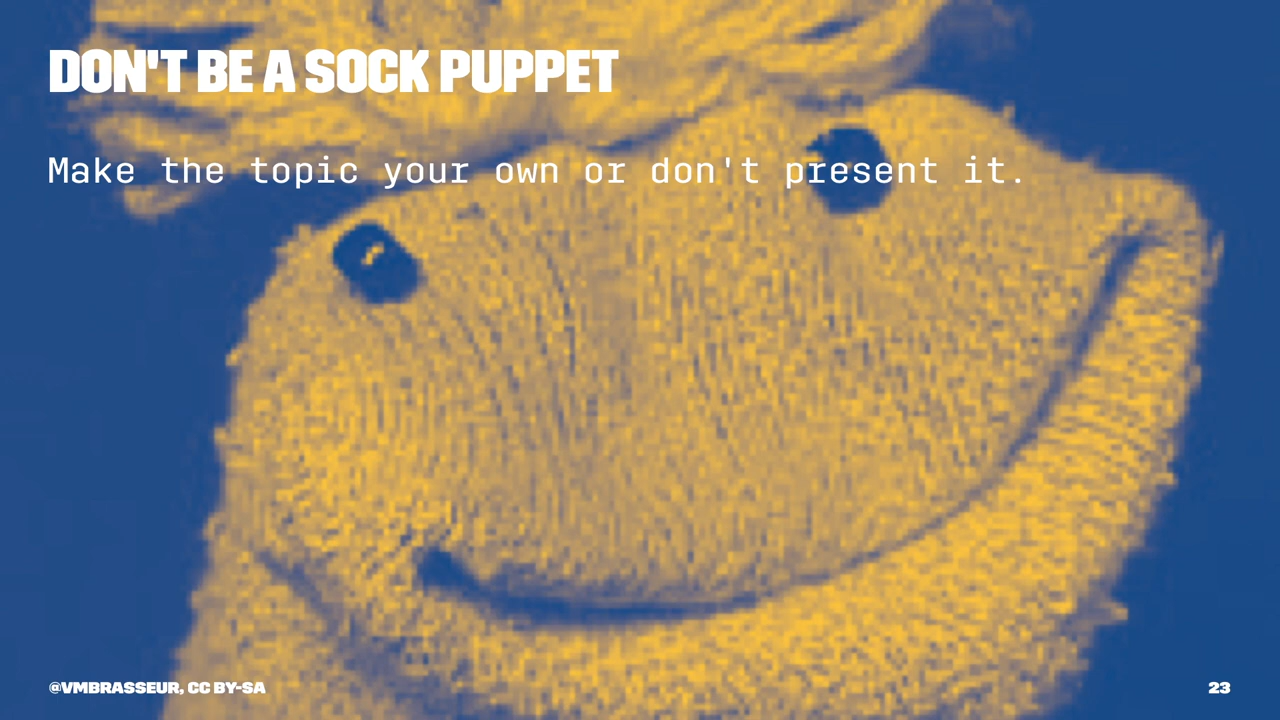 DON'T BE A SOCK PUPPET
Make the topic your own or don't present it.
@VMBRASSEUR, CC BY-SA
23